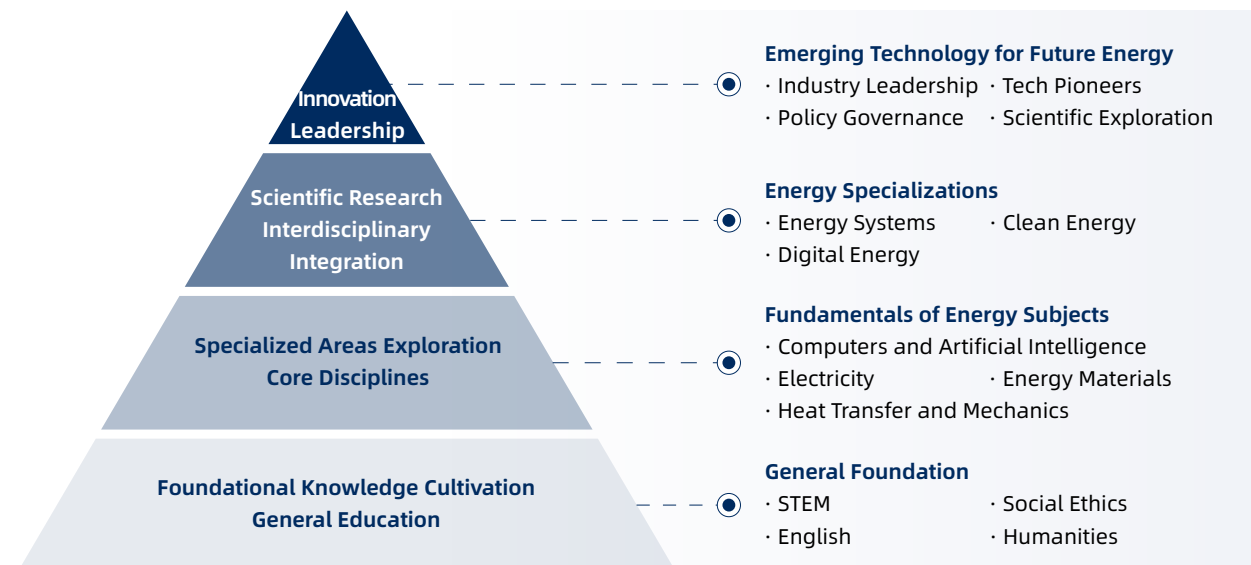 Innovation
Leadership
Emerging Technology for Future Energy
· Industry Leadership · Tech Pioneers
· Policy Governance · Scientific Exploration
Scientific Research
Interdisciplinary
Integration
Energy Specializations
· Energy Systems · Clean Energy
· Digital Energy
Specialized Areas Exploration
Core Disciplines
Fundamentals of Energy Subjects
· Computers and Artificial Intelligence
· Electricity · Energy Materials
· Heat Transfer and Mechanics
Foundational Knowledge Cultivation
General Education
General Foundation
· STEM · Social Ethics
· English · Humanities